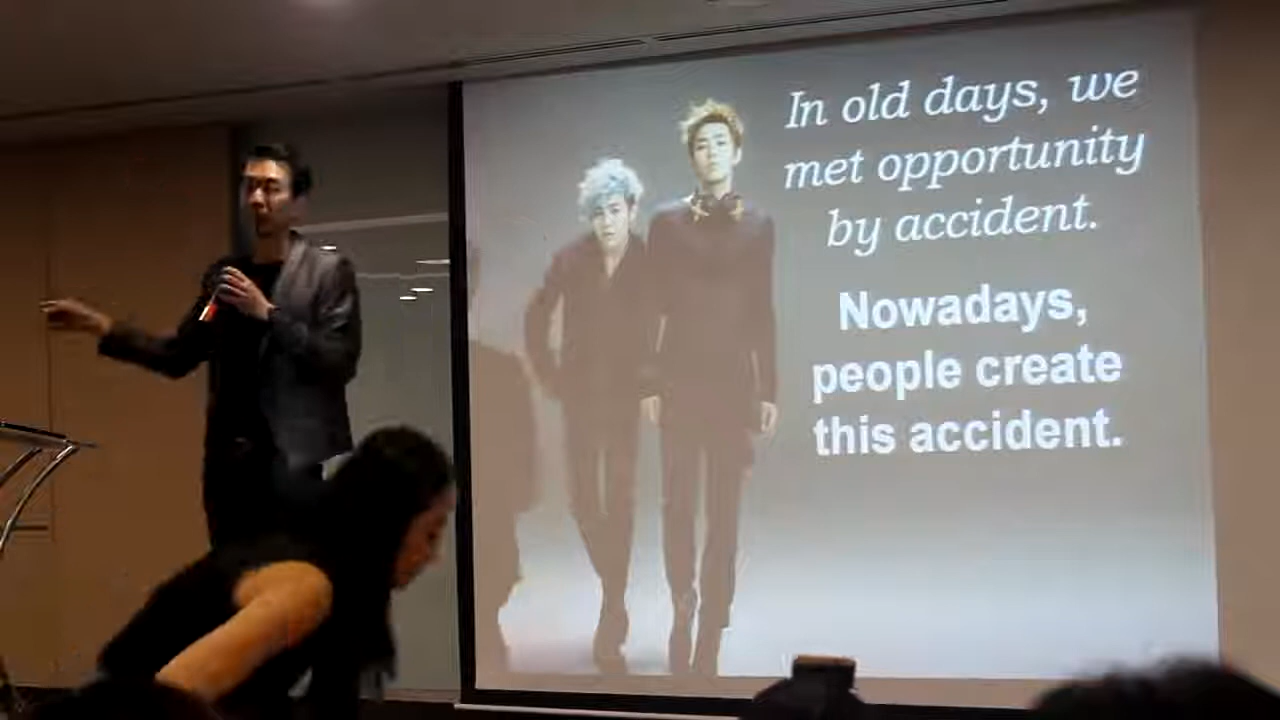 In old days, we
met opportunity
by accident.
Nowadays,
people create
this accident.